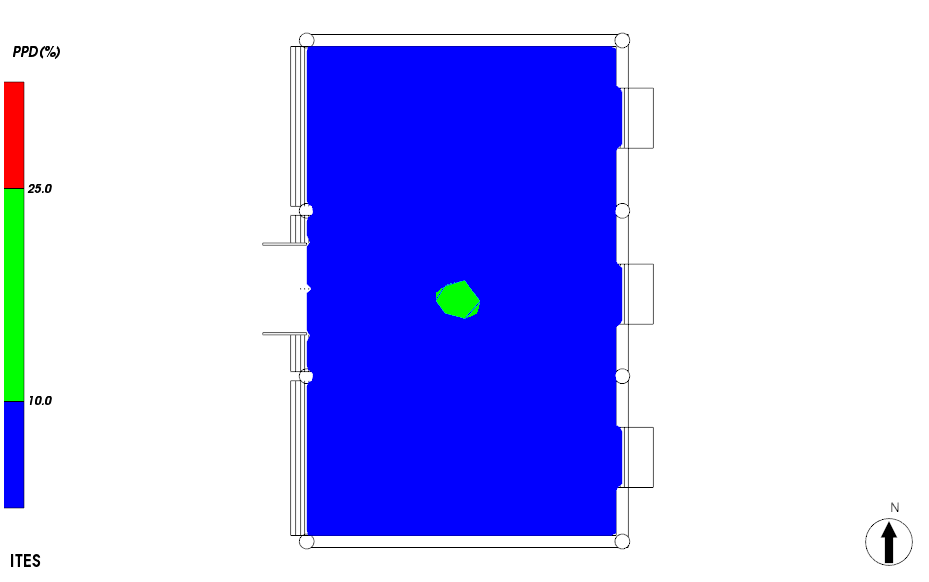 PPD(%)
25.0
10.0
N
ITES